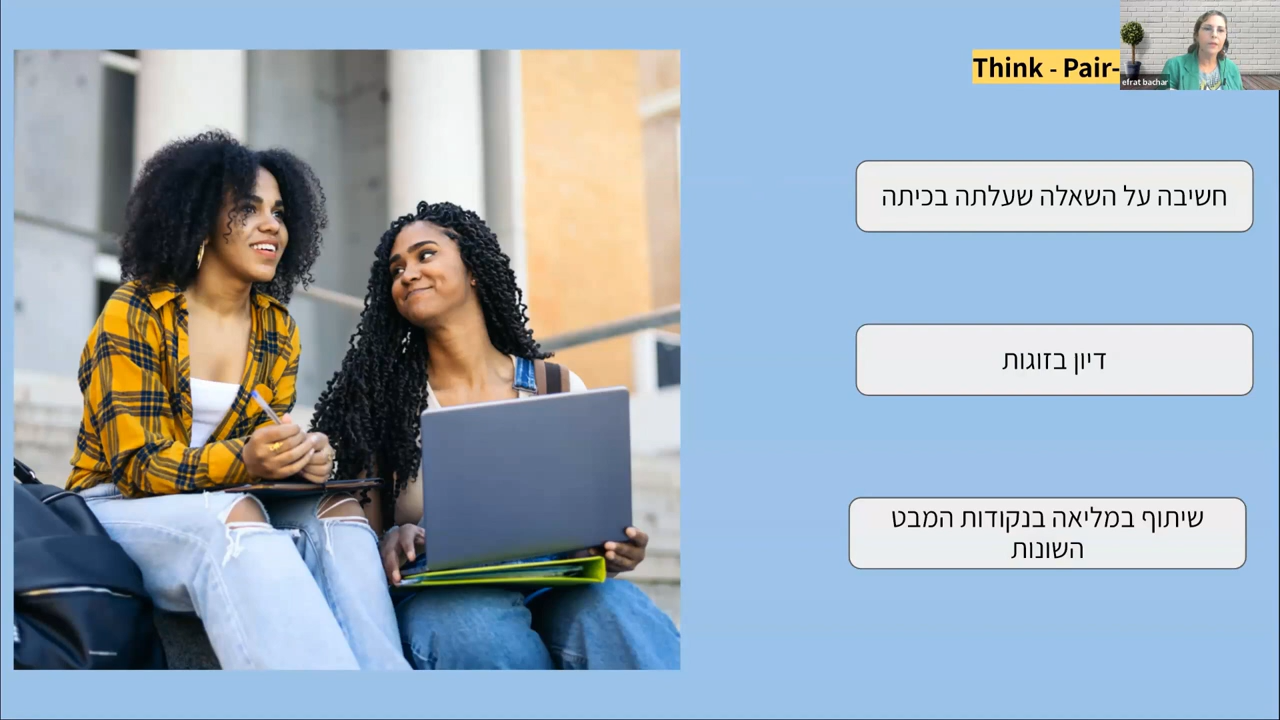 Think - Pair-
efrat bachar
חשיבה על השאלה שעלתה בכיתה
דיון בזוגות
שיתוף במליאה בנקודות המבט
השונות